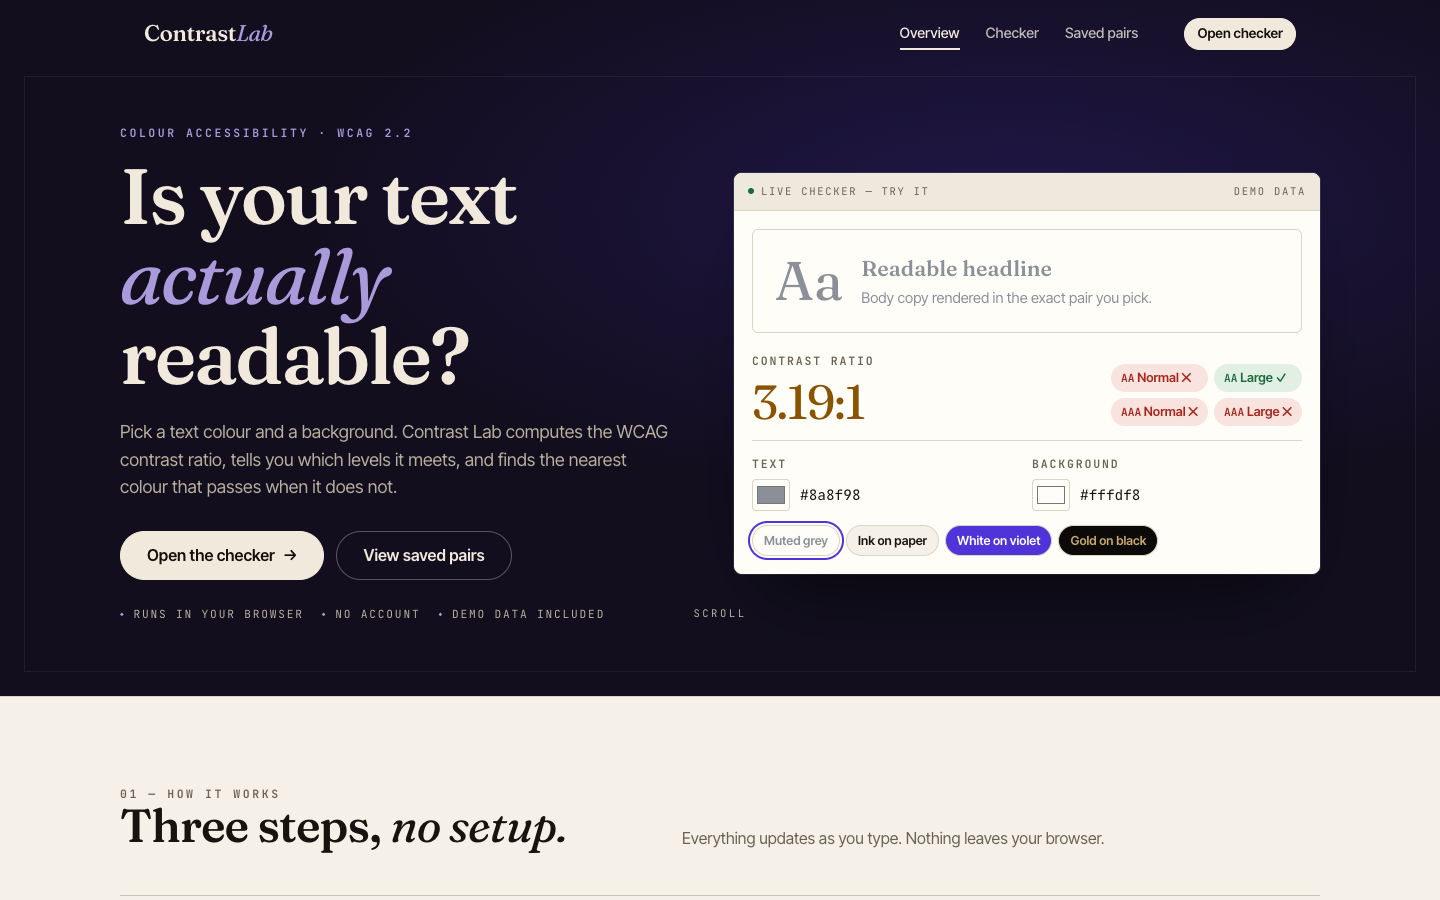 ContrastLab
Overview
Checker
Saved pairs
Open checker
COLOUR ACCESSIBILITY · WCAG 2.2
Is your text
actually
readable?
Pick a text colour and a background. Contrast Lab computes the WCAG
contrast ratio, tells you which levels it meets, and finds the nearest
colour that passes when it does not.
Open the checker →
View saved pairs
RUNS IN YOUR BROWSER
NO ACCOUNT
DEMO DATA INCLUDED
SCROLL
LIVE CHECKER — TRY IT
DEMO DATA
Aa
Readable headline
Body copy rendered in the exact pair you pick.
CONTRAST RATIO
3.19:1
AA Normal ✕
AA Large ✓
AAA Normal ✕
AAA Large ✕
TEXT
#8a8f98
BACKGROUND
#fffdf8
Muted grey
Ink on paper
White on violet
Gold on black
01 — HOW IT WORKS
Three steps, no setup.
Everything updates as you type. Nothing leaves your browser.